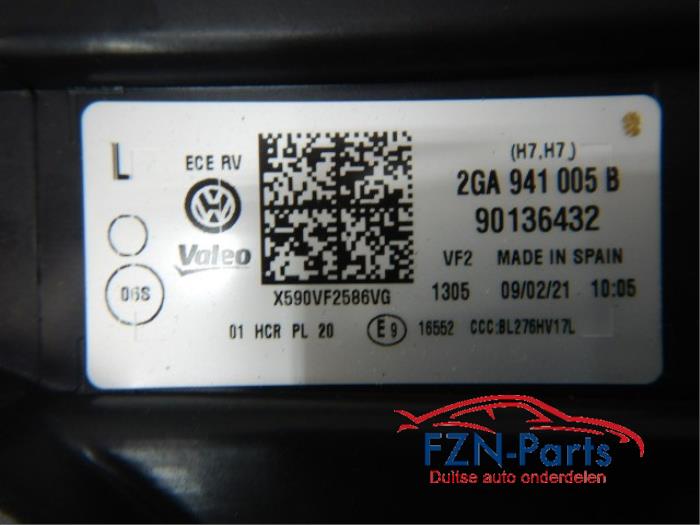 L
ECE RV
(H7,H7,)
2GA 941 005 B
90136432
Valeo
VF2 MADE IN SPAIN
06S
X590VF2586VG
1305 09/02/21 10:05
01 HCR PL 20 E9 16552 CCC:BL276HV17L
FZN-Parts
Duitse auto onderdelen